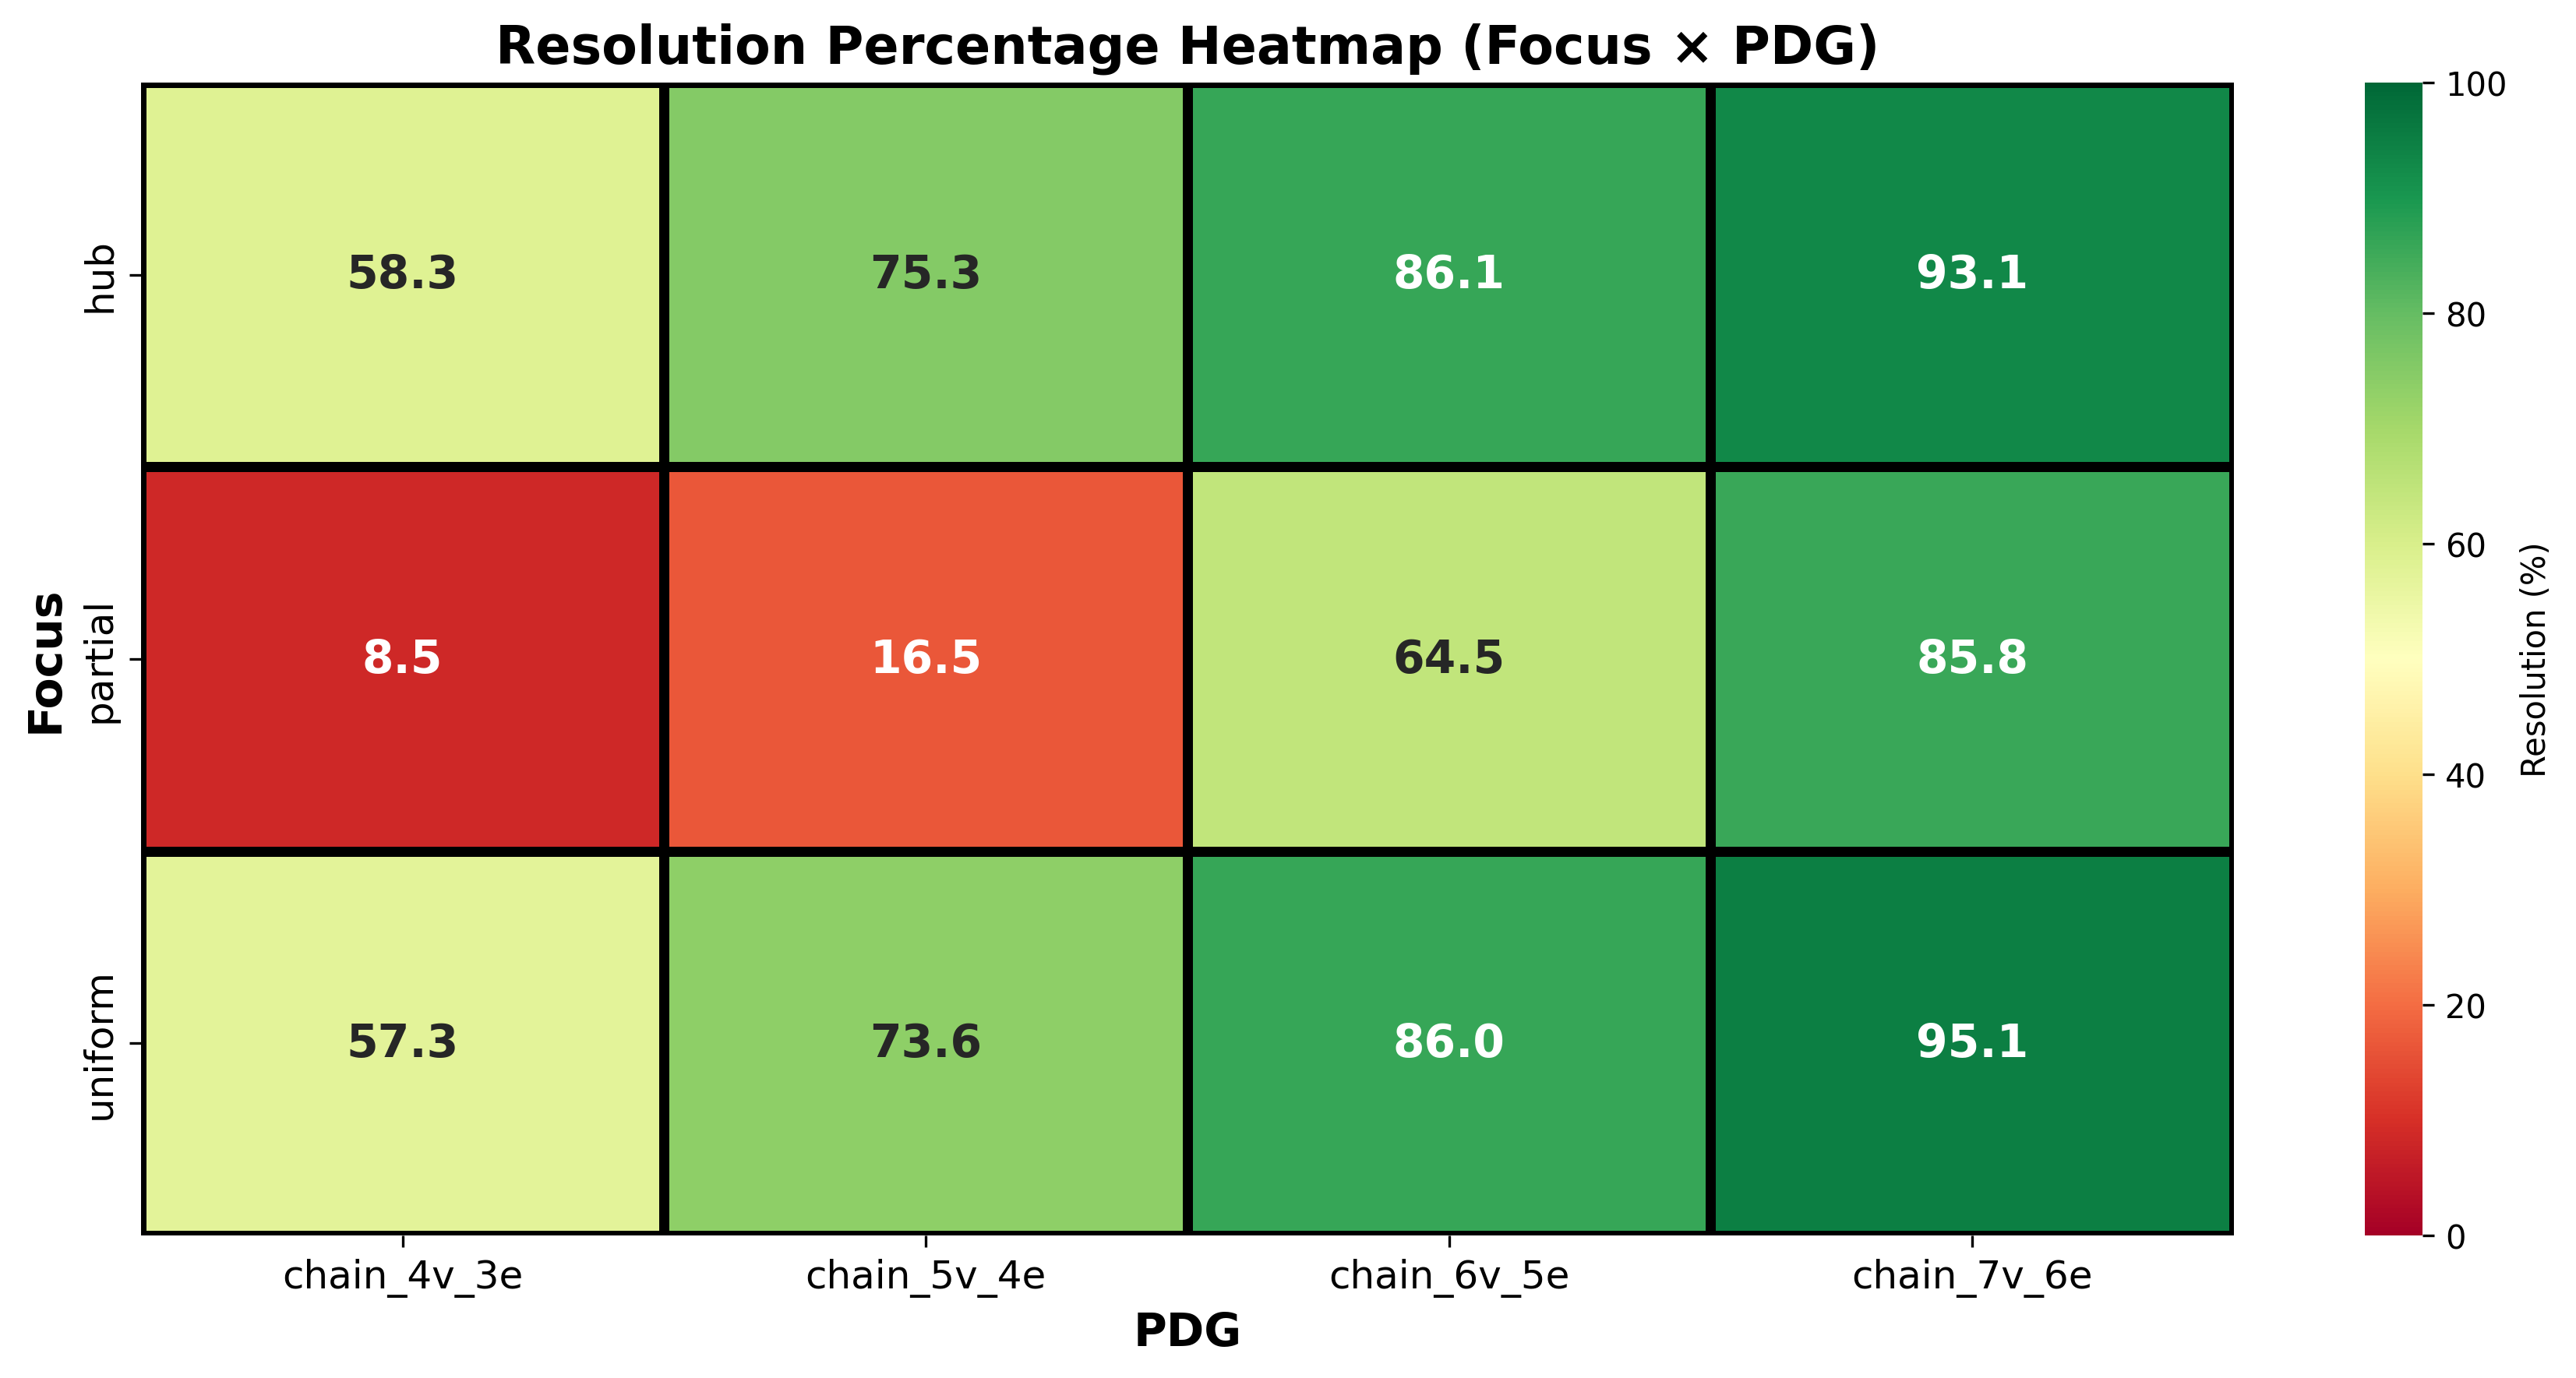 Resolution Percentage Heatmap (Focus × PDG)
Focus
hub
58.3 75.3 86.1 93.1
partial
8.5 16.5 64.5 85.8
uniform
57.3 73.6 86.0 95.1
chain_4v_3e chain_5v_4e chain_6v_5e chain_7v_6e
PDG
100
80
60
40
20
0
Resolution (%)